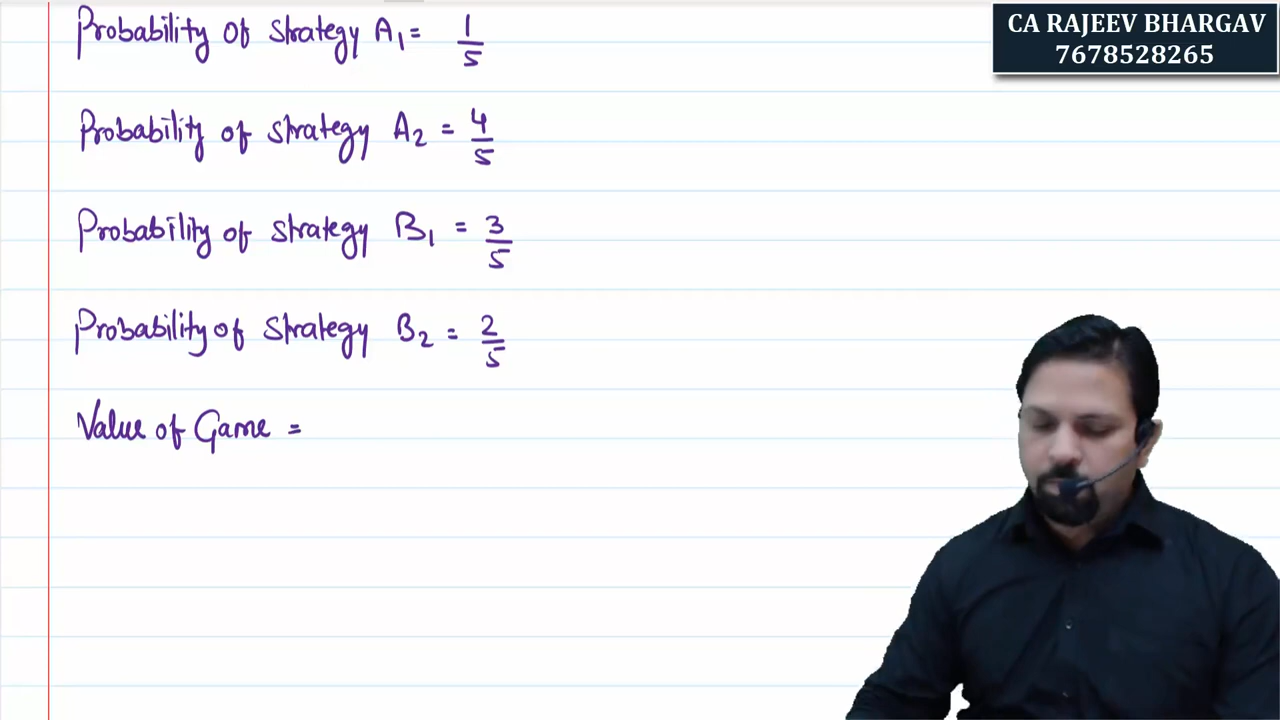 CA RAJEEV BHARGAV
7678528265
Probability of strategy A₁ = 1/5
Probability of strategy A₂ = 4/5
Probability of strategy B₁ = 3/5
Probability of strategy B₂ = 2/5
Value of Game =